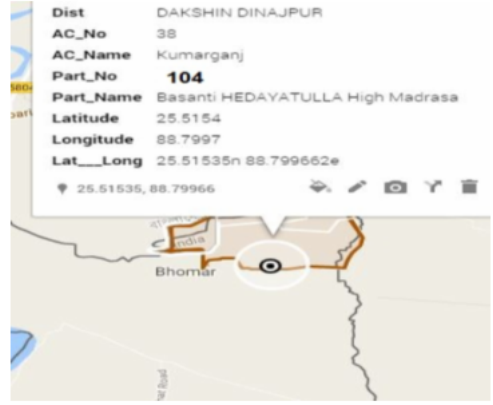 Dist DAKSHIN DINAJPUR
AC_No 38
AC_Name Kumarganj
Part_No 104
Part_Name Basanti HEDAYATULLA High Madrasa
Latitude 25.5154
Longitude 88.7997
Lat___Long 25.51535n 88.799662e
25.51535, 88.79966
India
Bhomar
Road